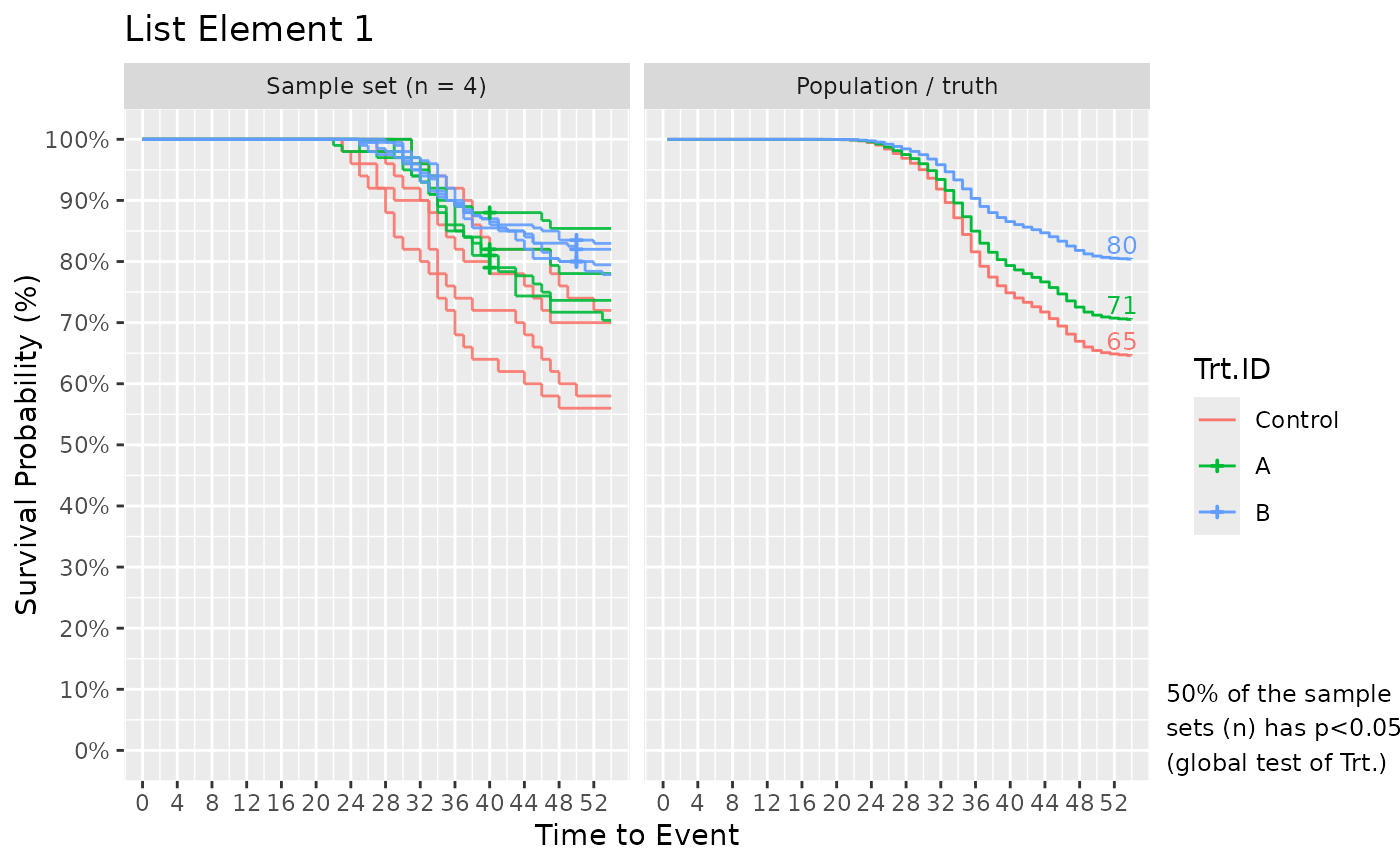 List Element 1
Sample set (n = 4)
Population / truth
Survival Probability (%)
100%
90%
80%
70%
60%
50%
40%
30%
20%
10%
0%
80
71
65
0 4 8 12 16 20 24 28 32 36 40 44 48 52
0 4 8 12 16 20 24 28 32 36 40 44 48 52
Time to Event
Trt.ID
Control
A
B
50% of the sample
sets (n) has p<0.05
(global test of Trt.)